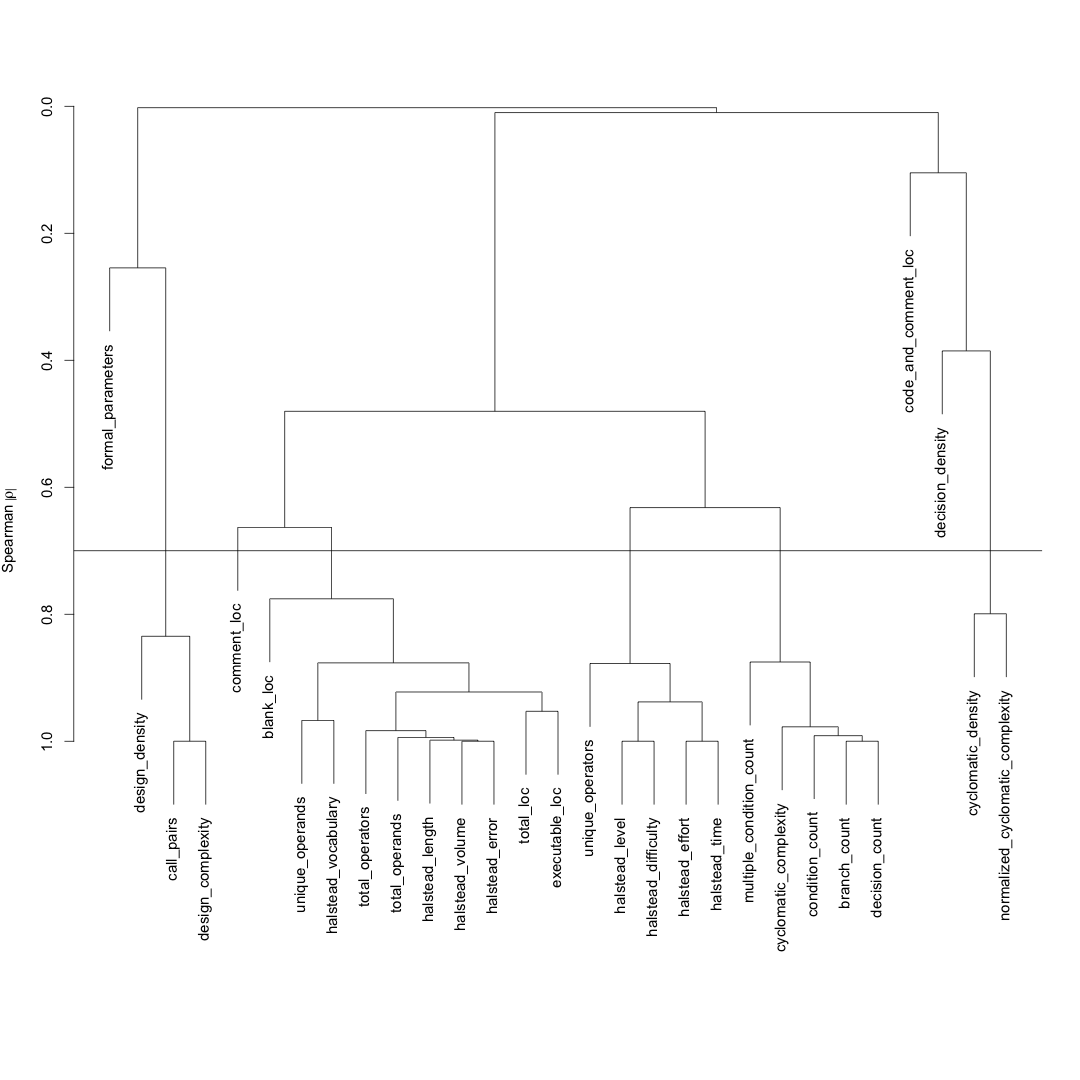 Spearman |ρ|
0.0
0.2
0.4
0.6
0.8
1.0
formal_parameters
design_density
call_pairs
design_complexity
comment_loc
blank_loc
unique_operands
halstead_vocabulary
total_operators
total_operands
halstead_length
halstead_volume
halstead_error
total_loc
executable_loc
unique_operators
halstead_level
halstead_difficulty
halstead_effort
halstead_time
multiple_condition_count
cyclomatic_complexity
condition_count
branch_count
decision_count
code_and_comment_loc
decision_density
cyclomatic_density
normalized_cyclomatic_complexity